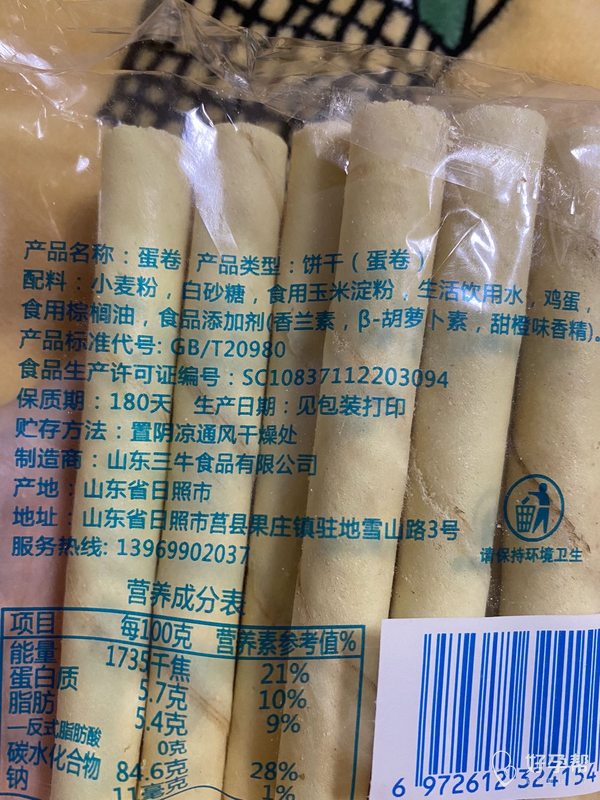 产品名称：蛋卷 产品类型：饼干（蛋卷）
配料：小麦粉，白砂糖，食用玉米淀粉，生活饮用水，鸡蛋，
食用棕榈油，食品添加剂(香兰素，β-胡萝卜素，甜橙味香精)。
产品标准代号: GB/T20980
食品生产许可证编号：SC10837112203094
保质期：180天 生产日期：见包装打印
贮存方法：置阴凉通风干燥处
制造商：山东三牛食品有限公司
产地：山东省日照市
地址：山东省日照市莒县果庄镇驻地雪山路3号
服务热线: 13969902037
请保持环境卫生
营养成分表
项目 每100克 营养素参考值%
能量 1735千焦 21%
蛋白质 5.7克 10%
脂肪 5.4克 9%
—反式脂肪酸 0克
碳水化合物 84.6克 28%
钠 毫克 1%
6 972612 324154
好孕帮